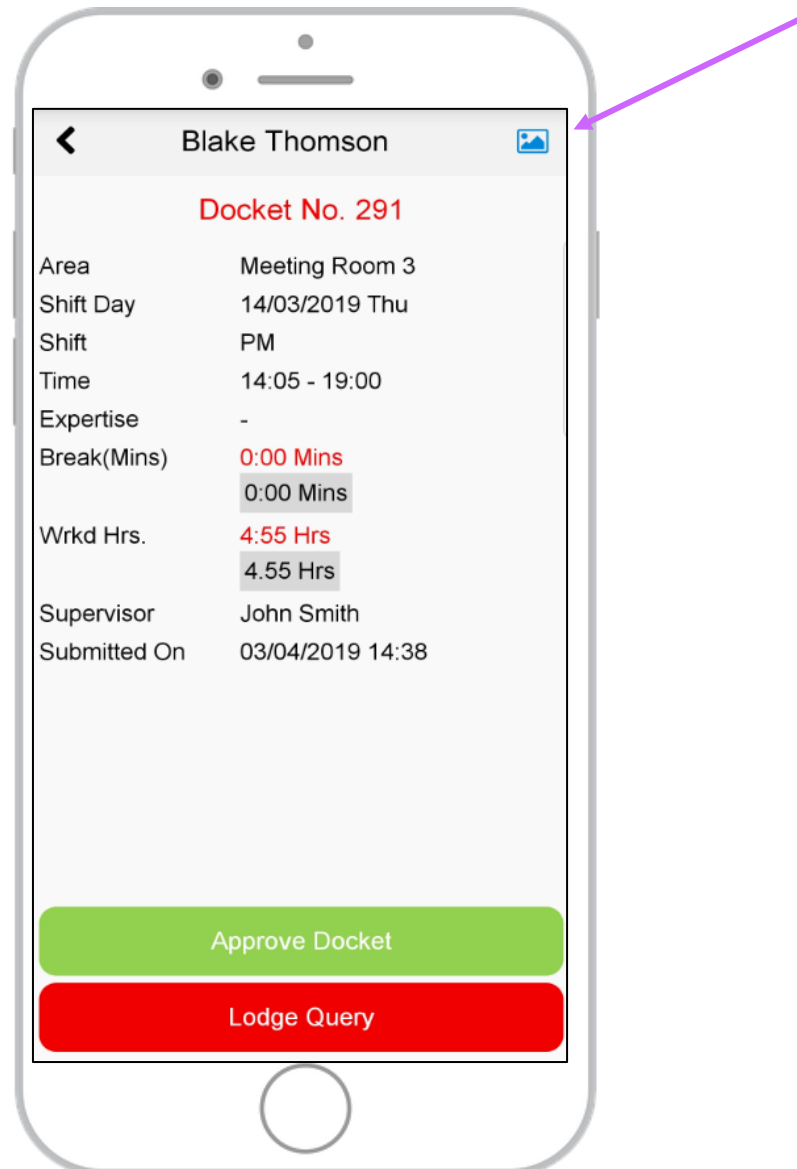 Blake Thomson
Docket No. 291
Area Meeting Room 3
Shift Day 14/03/2019 Thu
Shift PM
Time 14:05 - 19:00
Expertise -
Break(Mins) 0:00 Mins
0:00 Mins
Wrkd Hrs. 4:55 Hrs
4.55 Hrs
Supervisor John Smith
Submitted On 03/04/2019 14:38
Approve Docket
Lodge Query